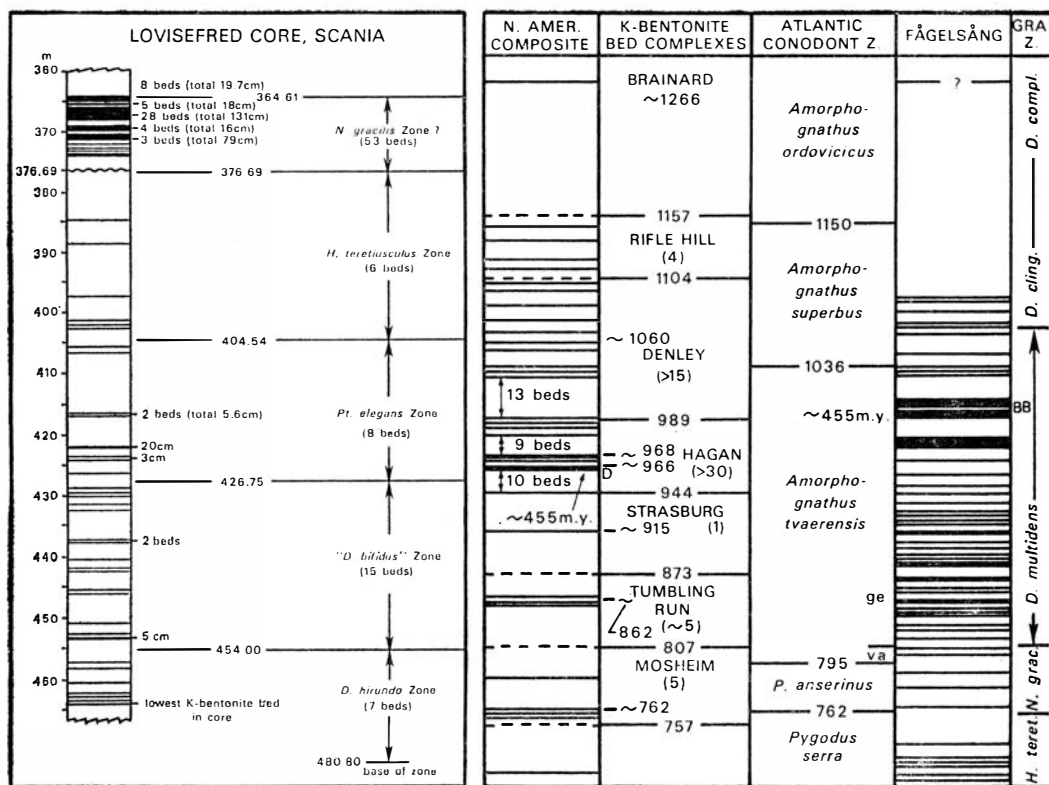 LOVISEFRED CORE, SCANIA
m
360
8 beds (total 19.7cm)
364 61
5 beds (total 18cm)
28 beds (total 131cm)
4 beds (total 16cm)
370
3 beds (total 79cm)
N. gracilis Zone ?
(53 beds)
376.69
376 69
380
390
H. teretiusculus Zone
(6 beds)
400
404.54
410
2 beds (total 5.6cm)
Pt. elegans Zone
(8 beds)
420
20cm
3cm
426.75
430
2 beds
440
"D. bifidus" Zone
(15 beds)
450
5 cm
454 00
460
D. hirundo Zone
(7 beds)
lowest K-bentonite bed
in core
480 80
base of zone
N. AMER.
COMPOSITE
K-BENTONITE
BED COMPLEXES
ATLANTIC
CONODONT Z.
FÅGELSÅNG
GRA
Z.
BRAINARD
~1266
1157
RIFLE HILL
(4)
1104
~ 1060
DENLEY
(>15)
13 beds
989
9 beds
~ 968 HAGAN
~ 966 (>30)
D
10 beds
944
~455m.y.
STRASBURG
~ 915 (1)
873
~ TUMBLING
RUN
862 (~5)
807
MOSHEIM
(5)
~762
757
Amorpho-
gnathus
ordovicicus
1150
Amorpho-
gnathus
superbus
1036
~455m.y.
Amorpho-
gnathus
tvaerensis
ge
va
795
P. anserinus
762
Pygodus
serra
?
BB
D. compl.
D. cling.
D. multidens
N. grac.
H. teret.